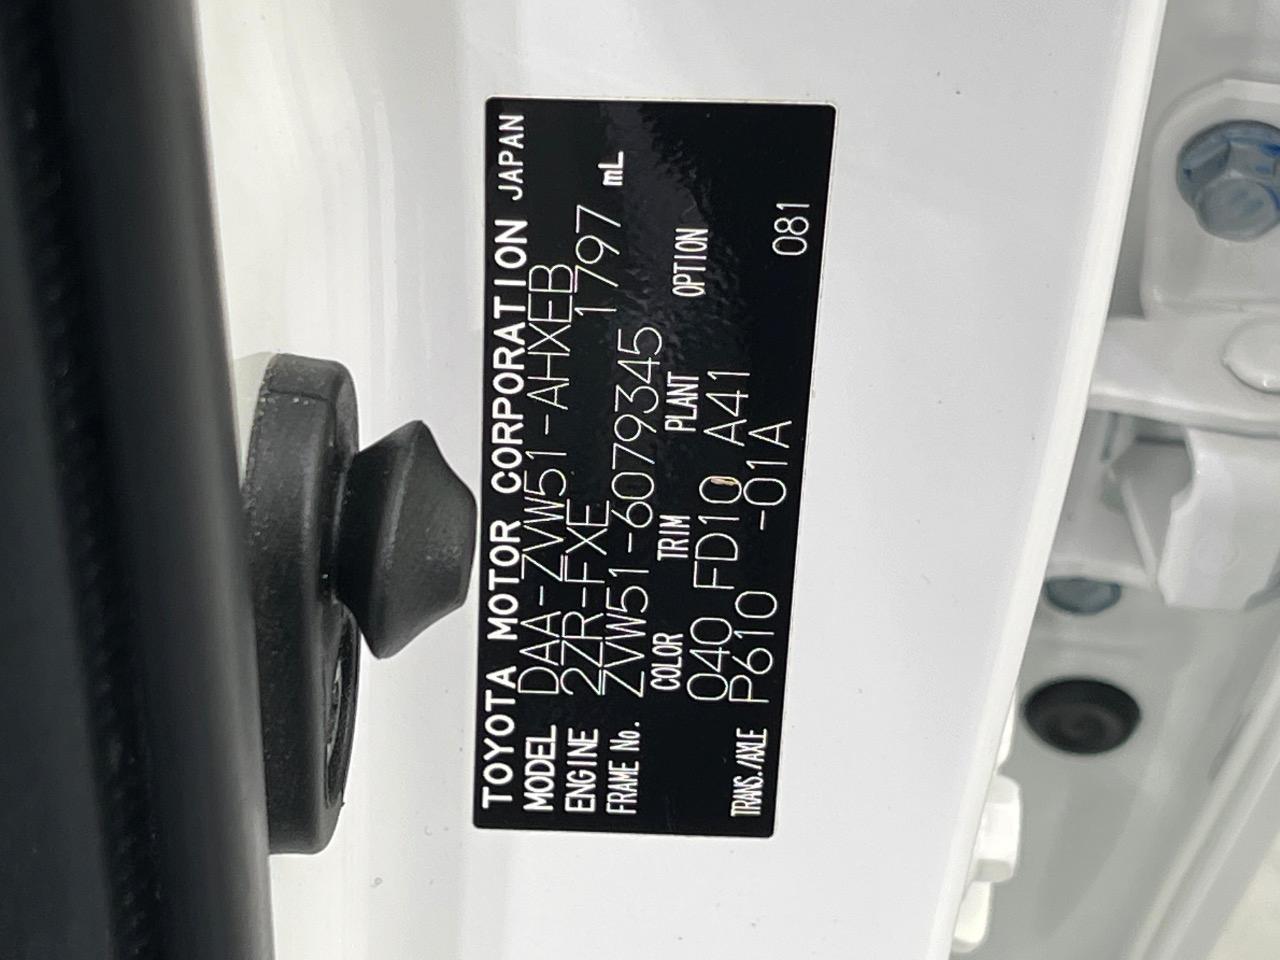 TOYOTA MOTOR CORPORATION JAPAN
MODEL DAA-ZVW51-AHXEB
ENGINE 2ZR-FXE 1797 mL
FRAME No. ZVW51-6079345
COLOR TRIM PLANT OPTION
040 FD10 A41
TRANS./AXLE P610 -01A 081